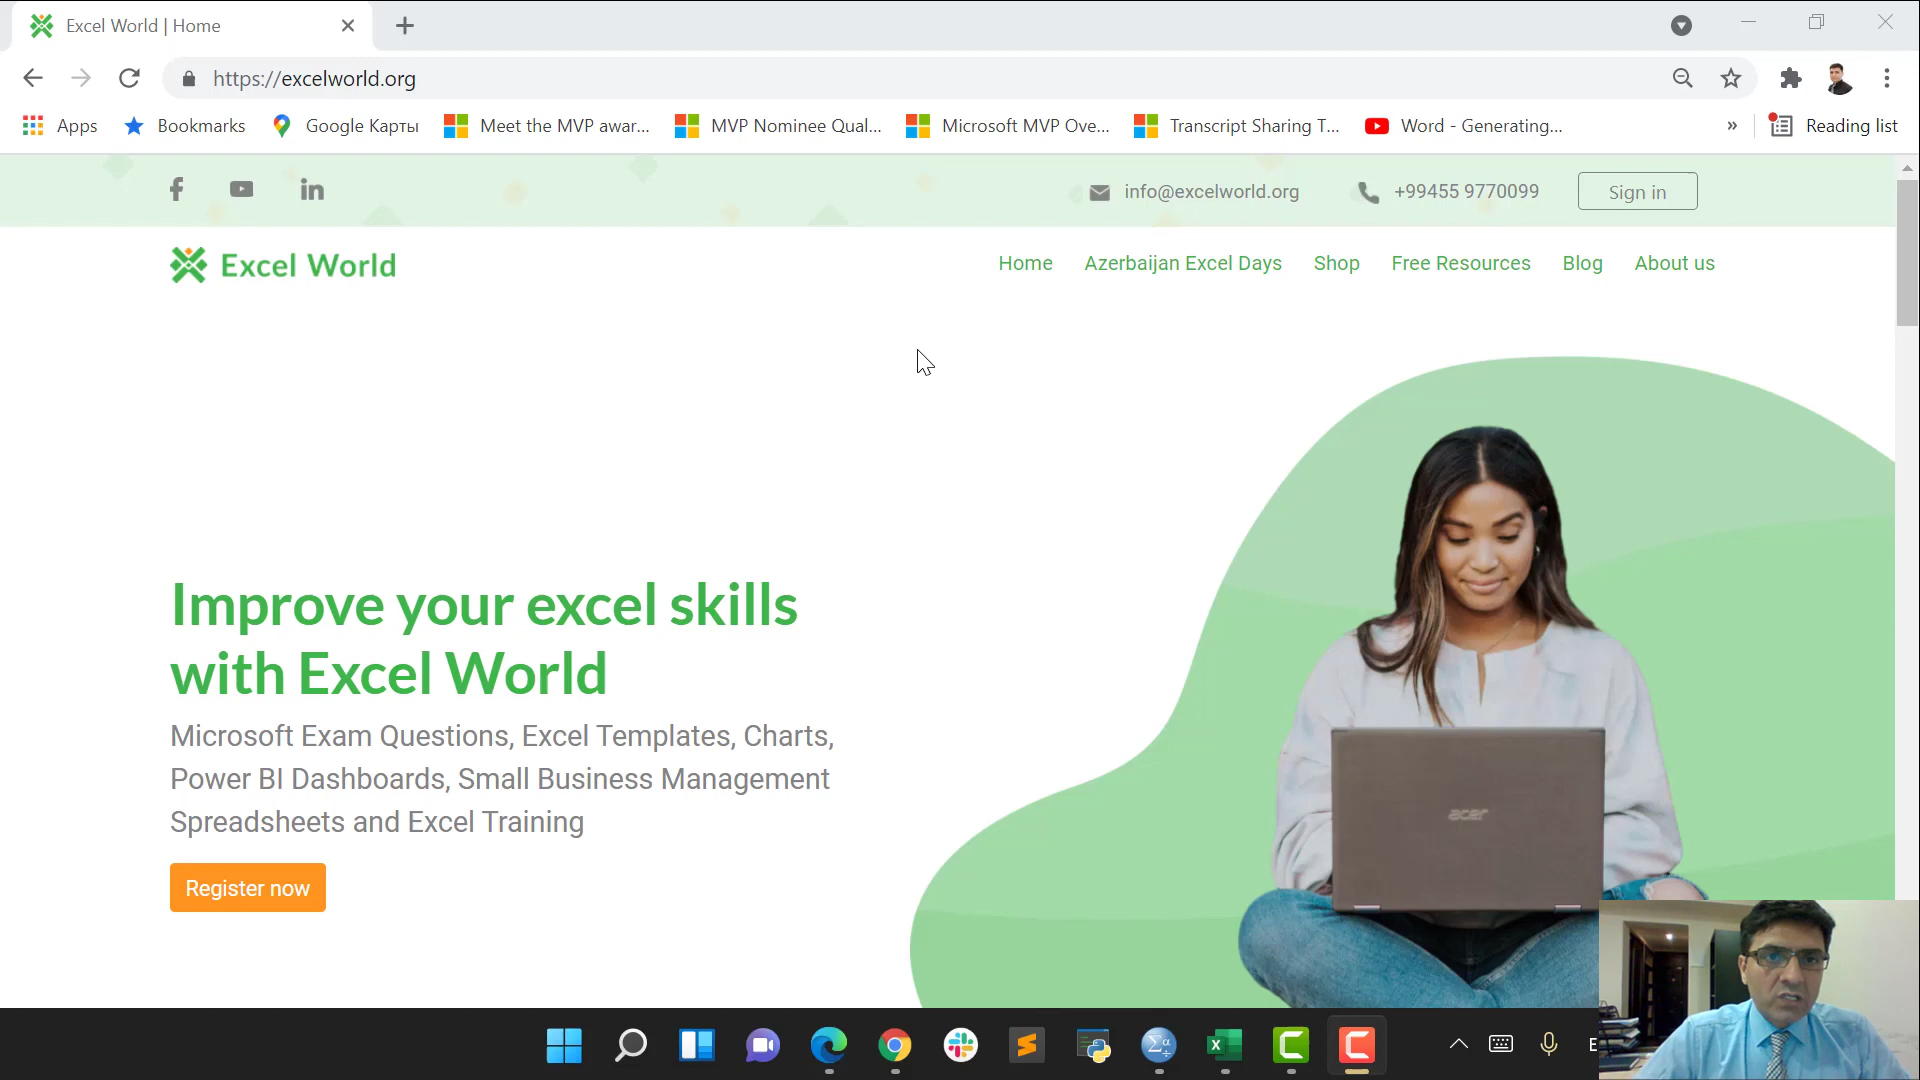 Excel World | Home
https://excelworld.org
Apps
Bookmarks
Google Карты
Meet the MVP awar...
MVP Nominee Qual...
Microsoft MVP Ove...
Transcript Sharing T...
Word - Generating...
»
Reading list
info@excelworld.org
+99455 9770099
Sign in
Excel World
Home
Azerbaijan Excel Days
Shop
Free Resources
Blog
About us
Improve your excel skills
with Excel World
Microsoft Exam Questions, Excel Templates, Charts,
Power BI Dashboards, Small Business Management
Spreadsheets and Excel Training
Register now
acer